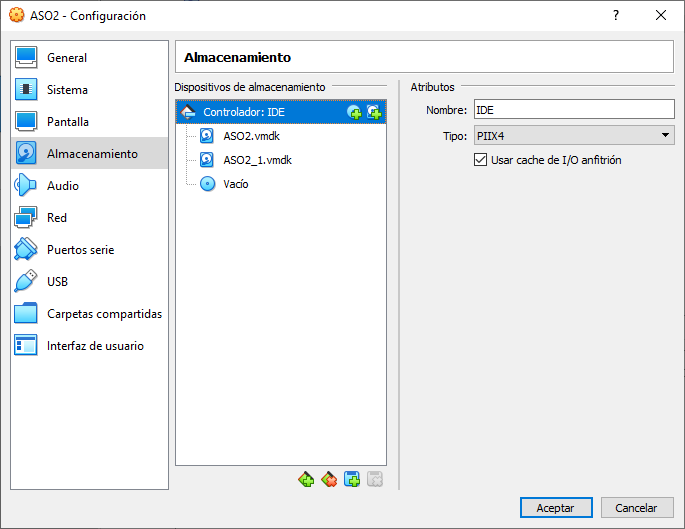 ASO2 - Configuración
?
General
Sistema
Pantalla
Almacenamiento
Audio
Red
Puertos serie
USB
Carpetas compartidas
Interfaz de usuario
Almacenamiento
Dispositivos de almacenamiento
Controlador: IDE
ASO2.vmdk
ASO2_1.vmdk
Vacío
Atributos
Nombre: IDE
Tipo: PIIX4
Usar cache de I/O anfitrión
Aceptar
Cancelar